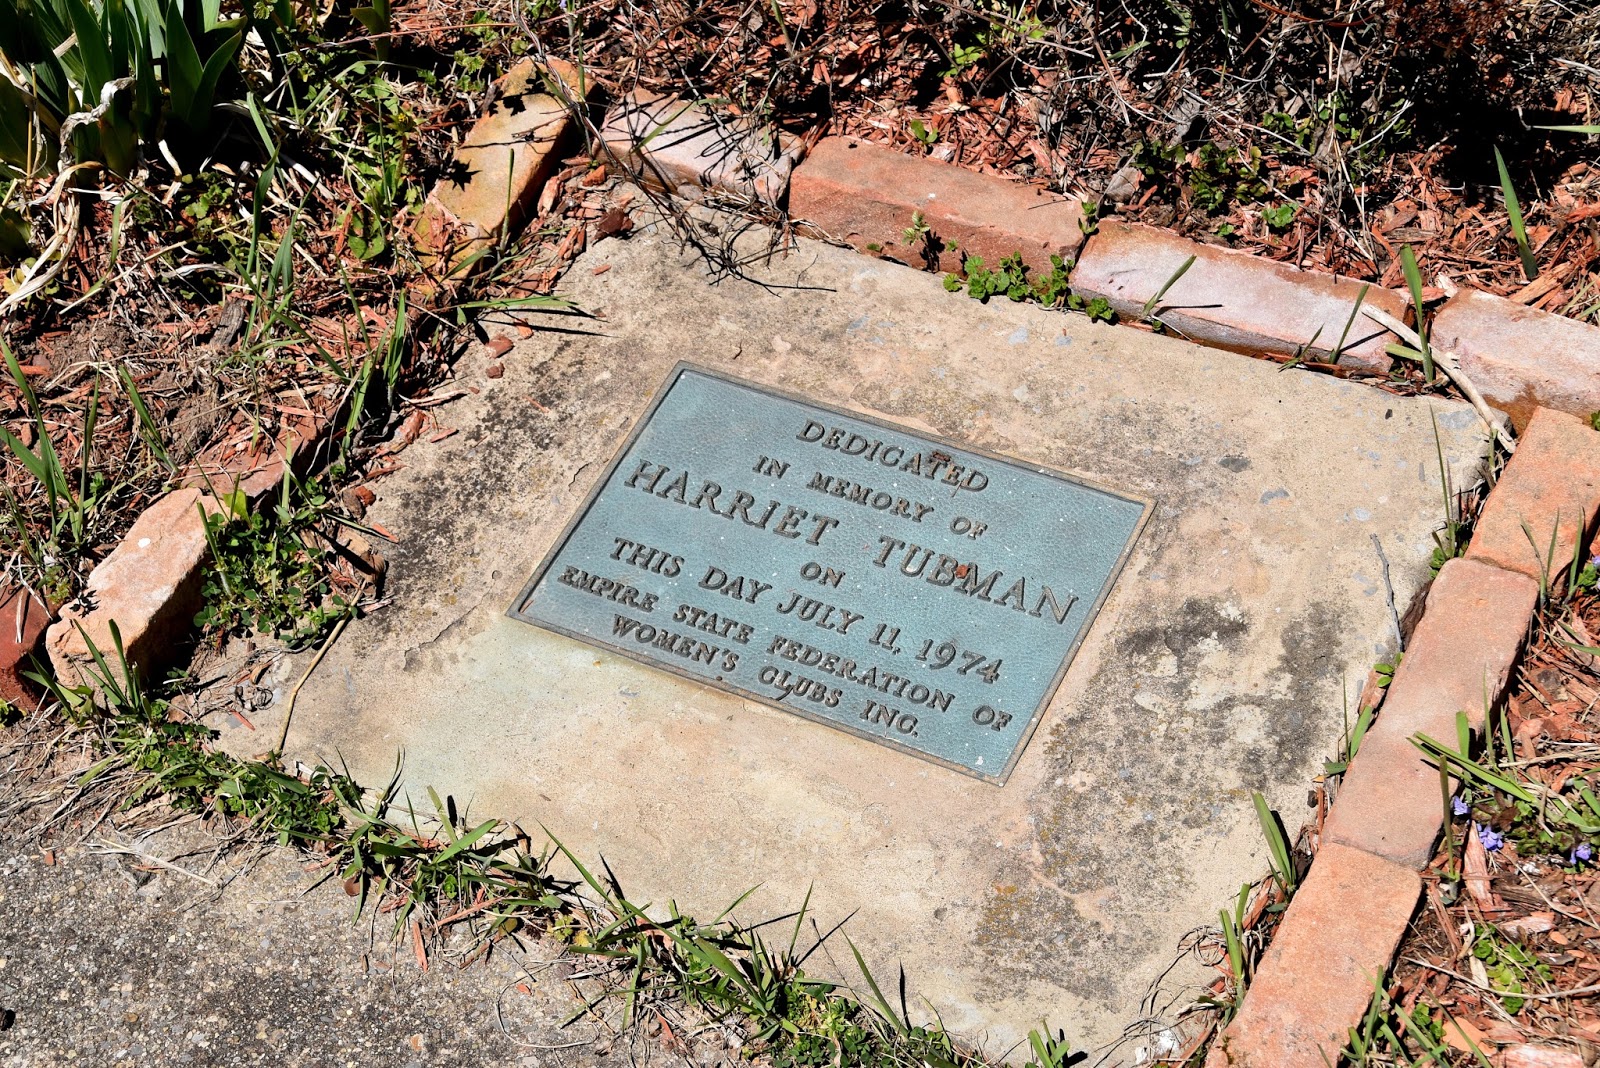 DEDICATED
IN MEMORY OF
HARRIET TUBMAN
ON
THIS DAY JULY 11, 1974
EMPIRE STATE FEDERATION OF
WOMEN'S CLUBS INC.